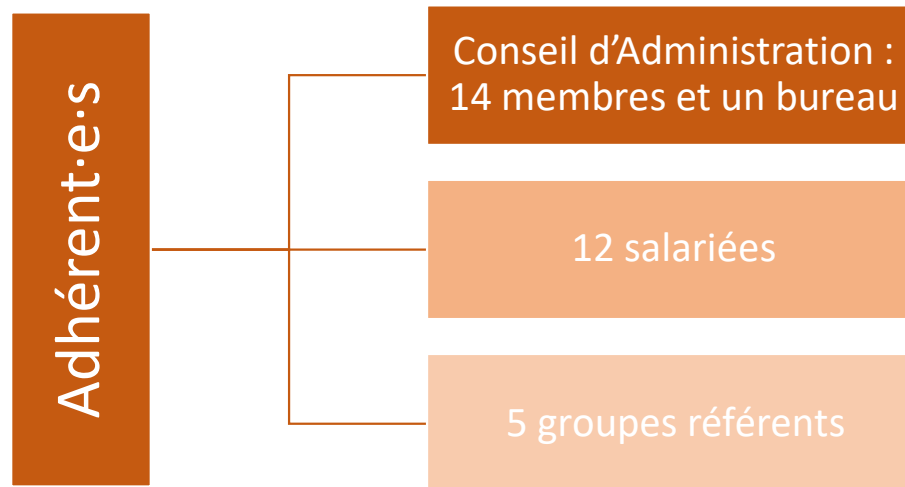 Adhérent·e·s
Conseil d’Administration :
14 membres et un bureau
12 salariées
5 groupes référents